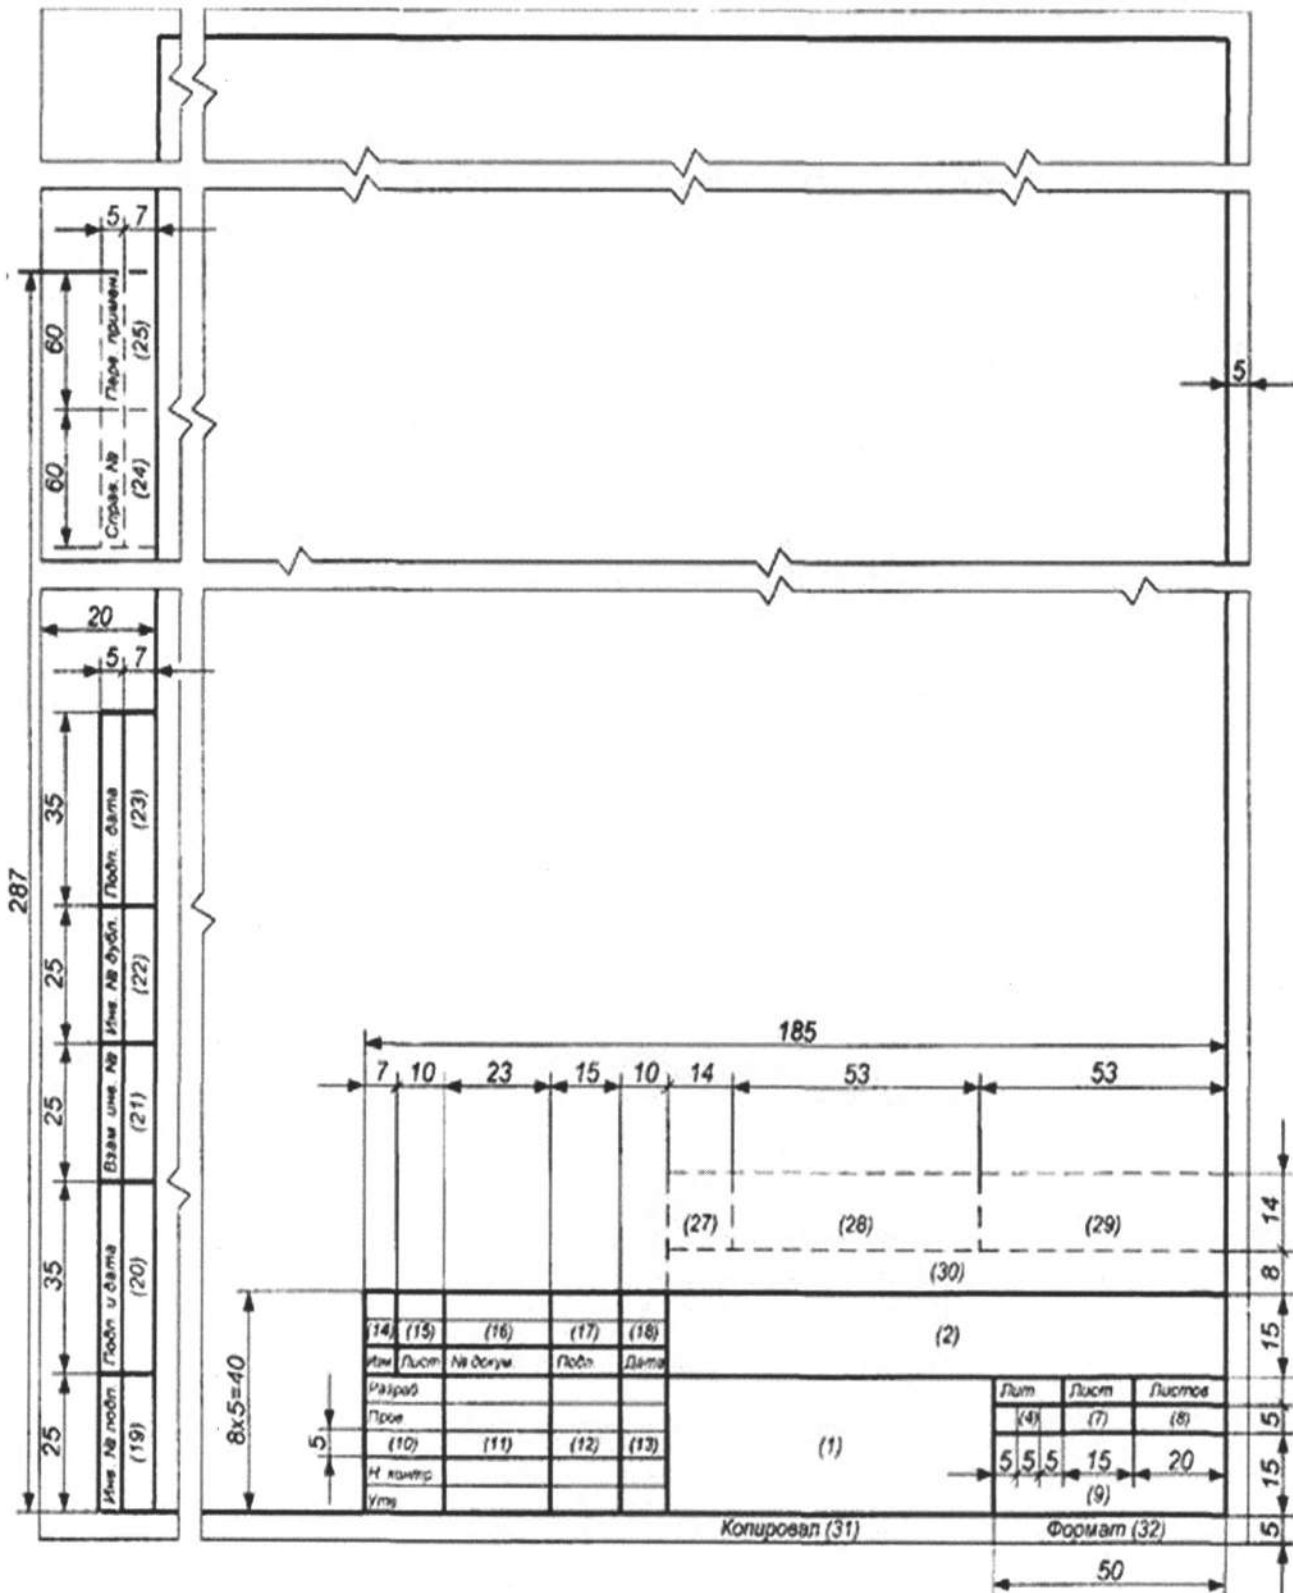 5 7
60
Перв. примен.
(25)
5
60
Справ. №
(24)
20
5 7
287
35
Подп. дата
(23)
25
Инв. № дубл.
(22)
25
Взам. инв. №
(21)
35
Подп. и дата
(20)
25
Инв. № подп.
(19)
185
7 10 23 15 10 14 53 53
(27) (28) (29) 14
(30) 8
8x5=40
5
(14) (15) (16) (17) (18) (2) 15
Изм Лист № докум. Подп. Дата
Разраб
Пров
(10) (11) (12) (13)
Н контр
Утв
(1)
Лит Лист Листов
(4) (7) (8) 5
5 5 5 15 20 15
(9)
Копировал (31) Формат (32) 5
50